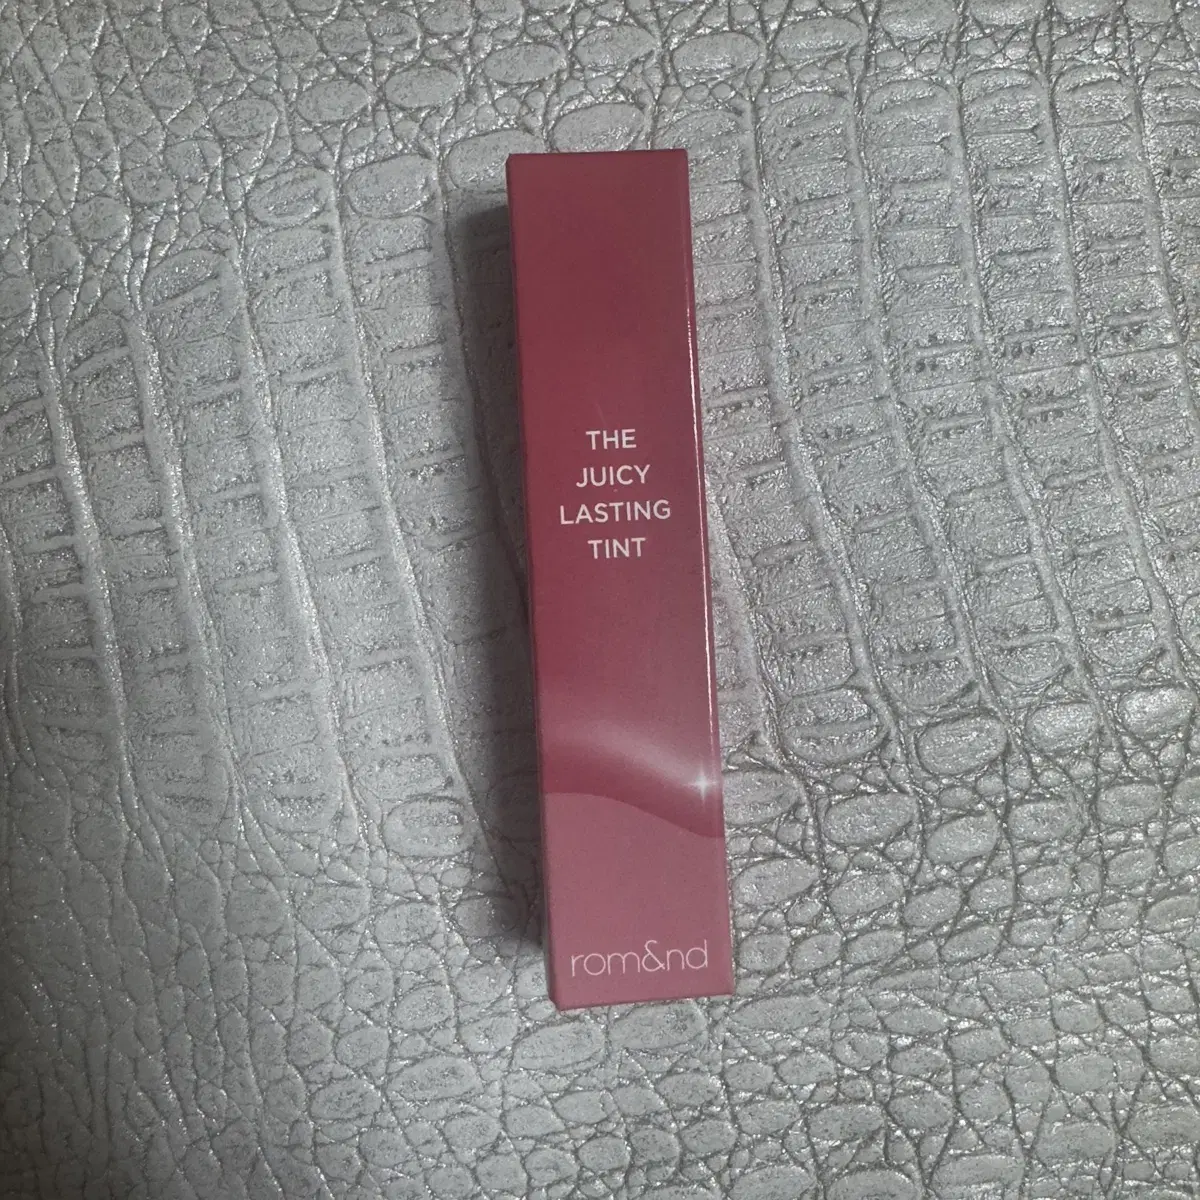 THE
JUICY
LASTING
TINT
rom&nd